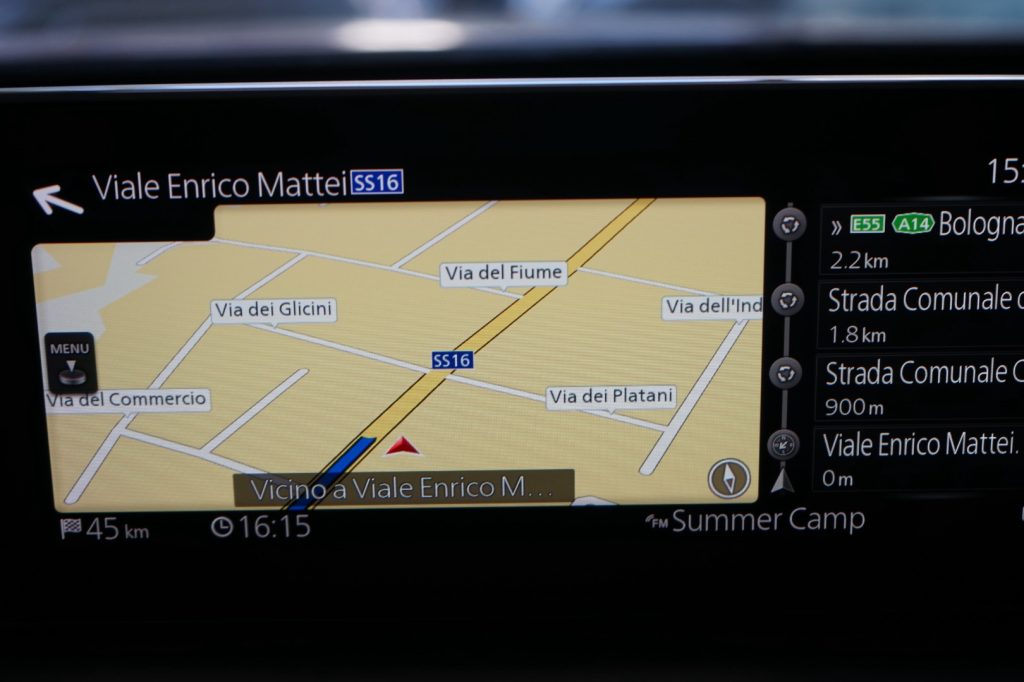 Viale Enrico Mattei SS16
15:
Via del Fiume
Via dei Glicini
Via dell'Ind
MENU
SS16
Via dei Platani
Via del Commercio
Vicino a Viale Enrico M...
» E55 A14 Bologna
2.2 km
Strada Comunale
1.8 km
Strada Comunale
900 m
Viale Enrico Mattei.
0 m
45 km
16:15
FM Summer Camp